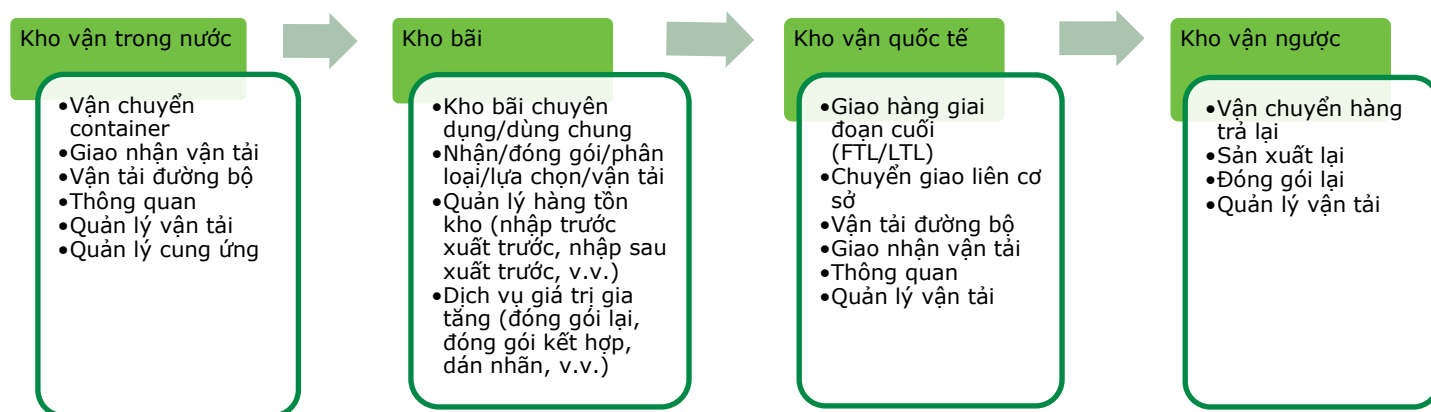 Kho vận trong nước
•Vận chuyển
container
•Giao nhận vận tải
•Vận tải đường bộ
•Thông quan
•Quản lý vận tải
•Quản lý cung ứng
Kho bãi
•Kho bãi chuyên
dụng/dùng chung
•Nhận/đóng gói/phân
loại/lựa chọn/vận tải
•Quản lý hàng tồn
kho (nhập trước
xuất trước, nhập sau
xuất trước, v.v.)
•Dịch vụ giá trị gia
tăng (đóng gói lại,
đóng gói kết hợp,
dán nhãn, v.v.)
Kho vận quốc tế
•Giao hàng giai
đoạn cuối
(FTL/LTL)
•Chuyển giao liên cơ
sở
•Vận tải đường bộ
•Giao nhận vận tải
•Thông quan
•Quản lý vận tải
Kho vận ngược
•Vận chuyển hàng
trả lại
•Sản xuất lại
•Đóng gói lại
•Quản lý vận tải